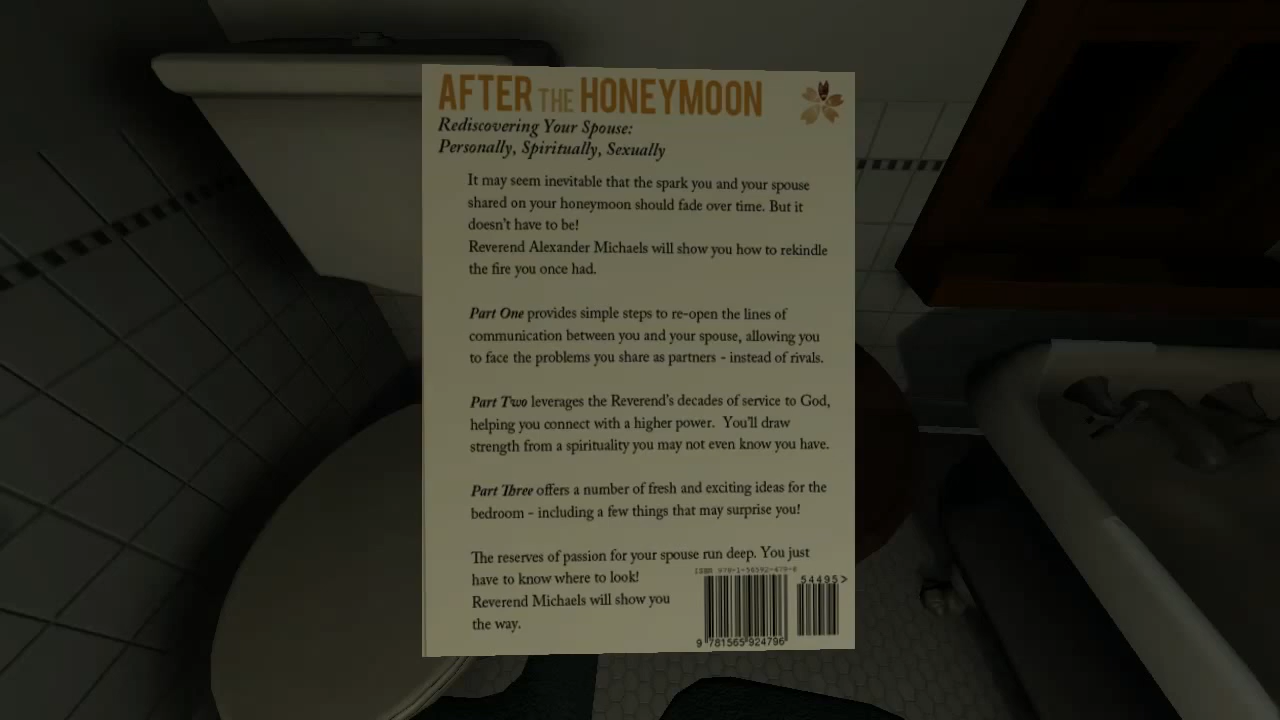 AFTER THE HONEYMOON
Rediscovering Your Spouse:
Personally, Spiritually, Sexually
It may seem inevitable that the spark you and your spouse
shared on your honeymoon should fade over time. But it
doesn't have to be!
Reverend Alexander Michaels will show you how to rekindle
the fire you once had.
Part One provides simple steps to re-open the lines of
communication between you and your spouse, allowing you
to face the problems you share as partners - instead of rivals.
Part Two leverages the Reverend's decades of service to God,
helping you connect with a higher power. You'll draw
strength from a spirituality you may not even know you have.
Part Three offers a number of fresh and exciting ideas for the
bedroom - including a few things that may surprise you!
The reserves of passion for your spouse run deep. You just
have to know where to look!
Reverend Michaels will show you
the way.
ISBN 978-1-56592-479-6
54495>
9 781565 924796